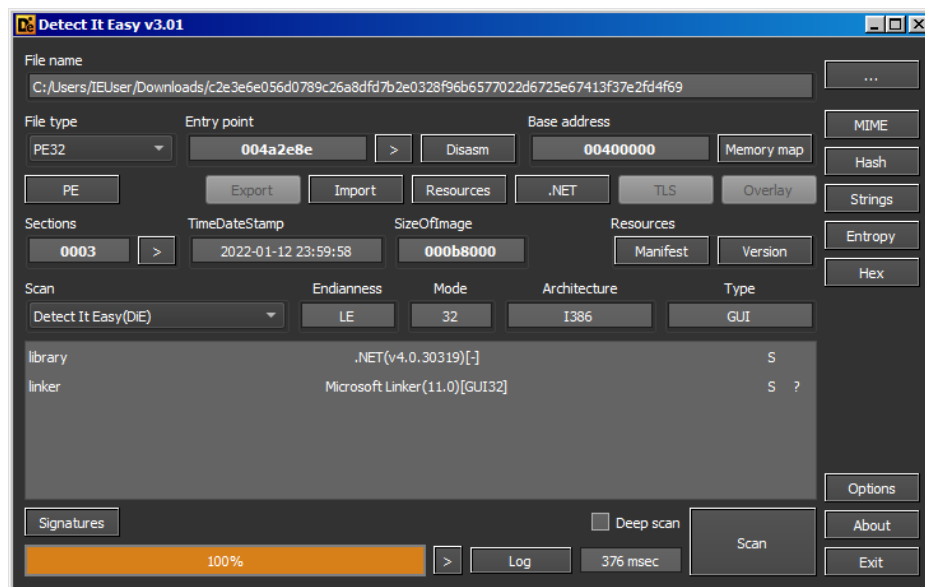 Detect It Easy v3.01
File name
C:/Users/IEUser/Downloads/c2e3e6e056d0789c26a8dfd7b2e0328f96b6577022d6725e67413f37e2fd4f69
...
File type Entry point Base address
PE32 004a2e8e > Disasm 00400000 Memory map
MIME
Hash
PE Export Import Resources .NET TLS Overlay
Strings
Sections TimeDateStamp SizeOfImage Resources
0003 > 2022-01-12 23:59:58 000b8000 Manifest Version
Entropy
Hex
Scan Endianness Mode Architecture Type
Detect It Easy(DiE) LE 32 I386 GUI
library .NET(v4.0.30319)[-] S
linker Microsoft Linker(11.0)[GUI32] S ?
Options
Signatures Deep scan Scan About
100% > Log 376 msec Exit